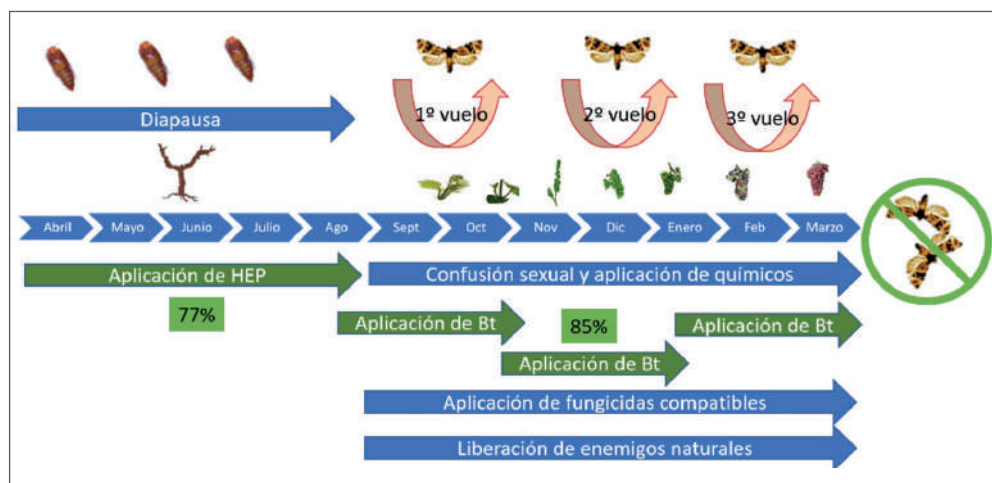 1º vuelo
2º vuelo
3º vuelo
Diapausa
Abril
Mayo
Junio
Julio
Ago
Sept
Oct
Nov
Dic
Enero
Feb
Marzo
Aplicación de HEP
Confusión sexual y aplicación de químicos
77%
Aplicación de Bt
85%
Aplicación de Bt
Aplicación de Bt
Aplicación de fungicidas compatibles
Liberación de enemigos naturales